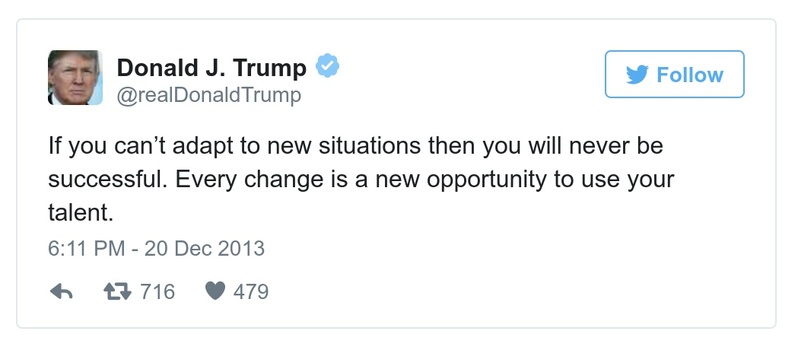 Donald J. Trump
@realDonaldTrump
Follow
If you can’t adapt to new situations then you will never be
successful. Every change is a new opportunity to use your
talent.
6:11 PM - 20 Dec 2013
716 479